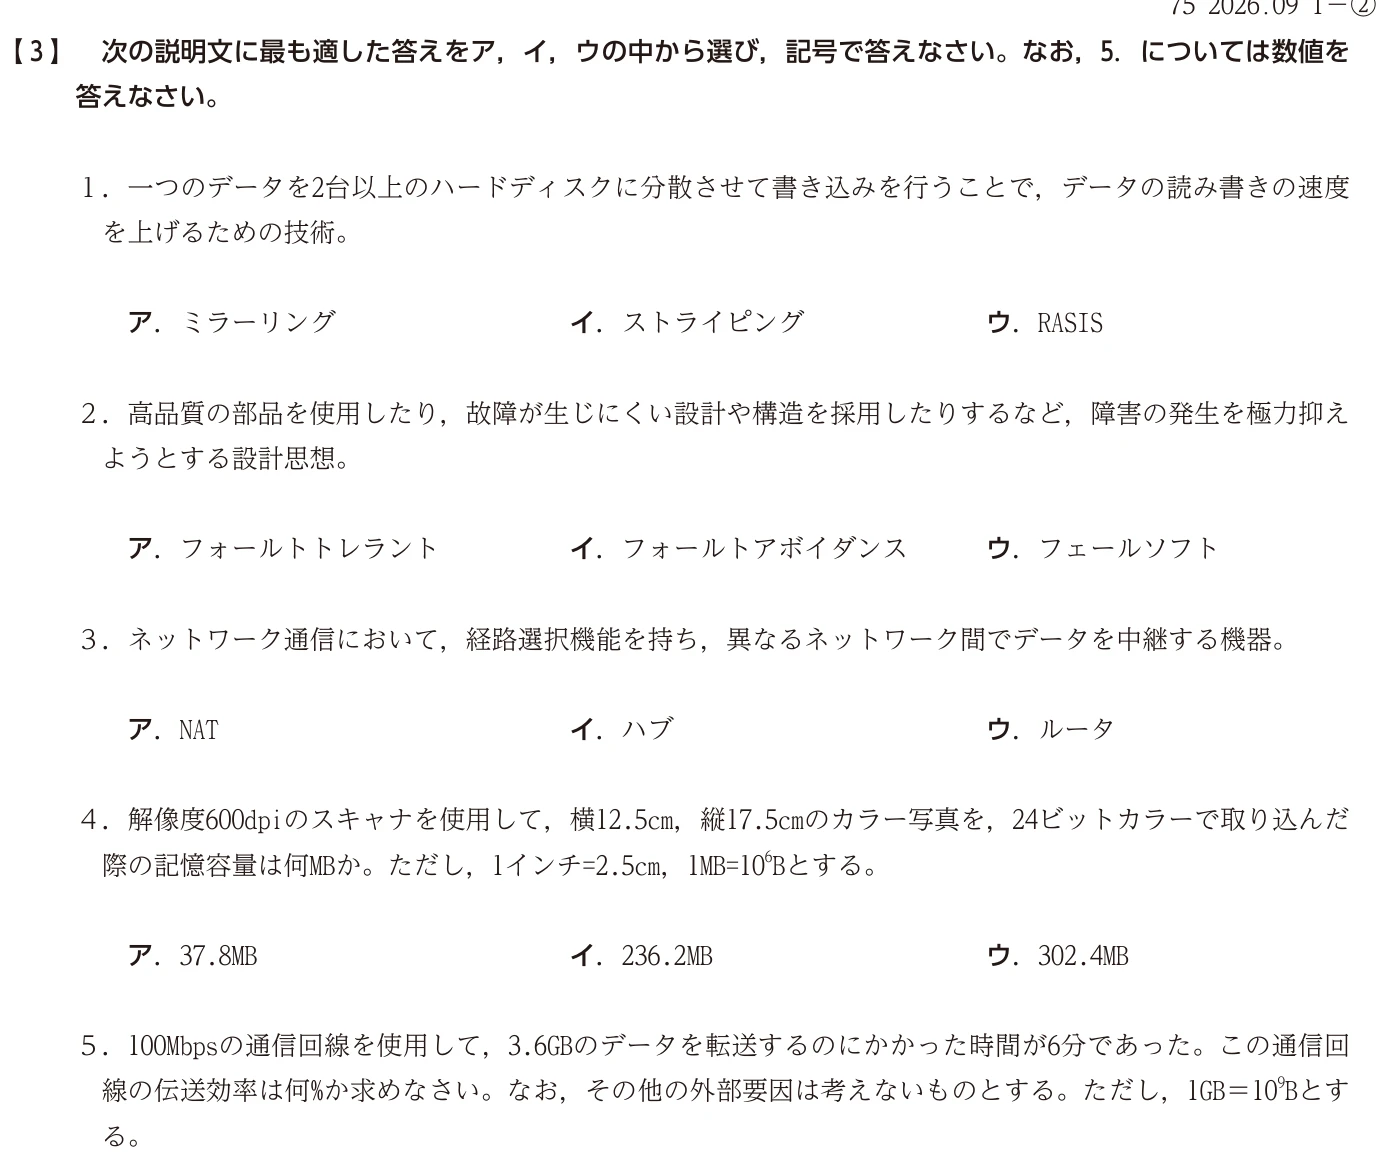 75 2026.09 1－②
【3】　次の説明文に最も適した答えをア，イ，ウの中から選び，記号で答えなさい。なお，5．については数値を
答えなさい。
1．一つのデータを2台以上のハードディスクに分散させて書き込みを行うことで，データの読み書きの速度
を上げるための技術。
ア．ミラーリング　イ．ストライピング　ウ．RASIS
2．高品質の部品を使用したり，故障が生じにくい設計や構造を採用したりするなど，障害の発生を極力抑え
ようとする設計思想。
ア．フォールトトレラント　イ．フォールトアボイダンス　ウ．フェールソフト
3．ネットワーク通信において，経路選択機能を持ち，異なるネットワーク間でデータを中継する機器。
ア．NAT　イ．ハブ　ウ．ルータ
4．解像度600dpiのスキャナを使用して，横12.5cm，縦17.5cmのカラー写真を，24ビットカラーで取り込んだ
際の記憶容量は何MBか。ただし，1インチ=2.5cm，1MB=10⁶Bとする。
ア．37.8MB　イ．236.2MB　ウ．302.4MB
5．100Mbpsの通信回線を使用して，3.6GBのデータを転送するのにかかった時間が6分であった。この通信回
線の伝送効率は何%か求めなさい。なお，その他の外部要因は考えないものとする。ただし，1GB＝10⁹Bとす
る。